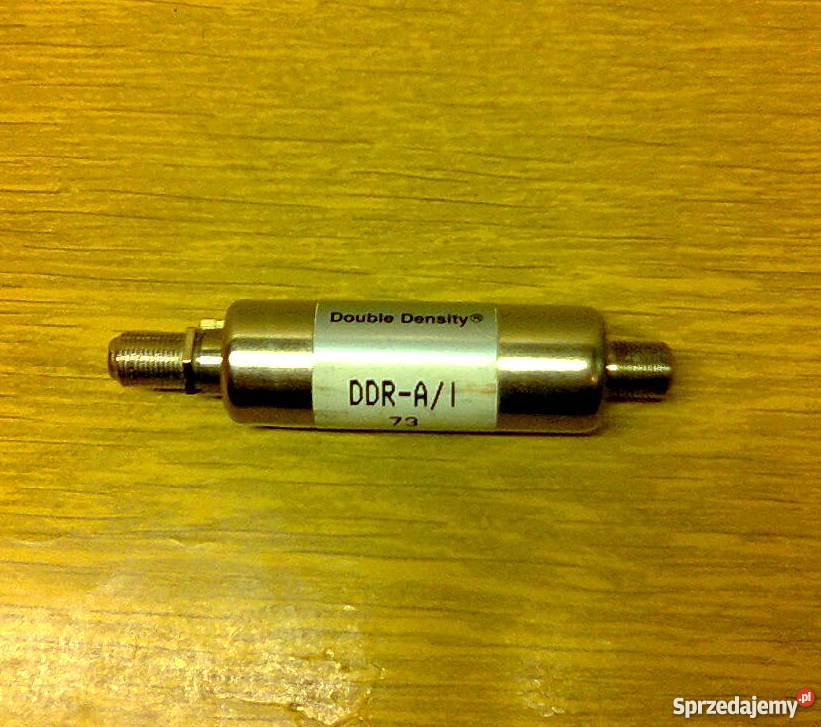 Double Density®
DDR-A/I
73
Sprzedajemy.pl